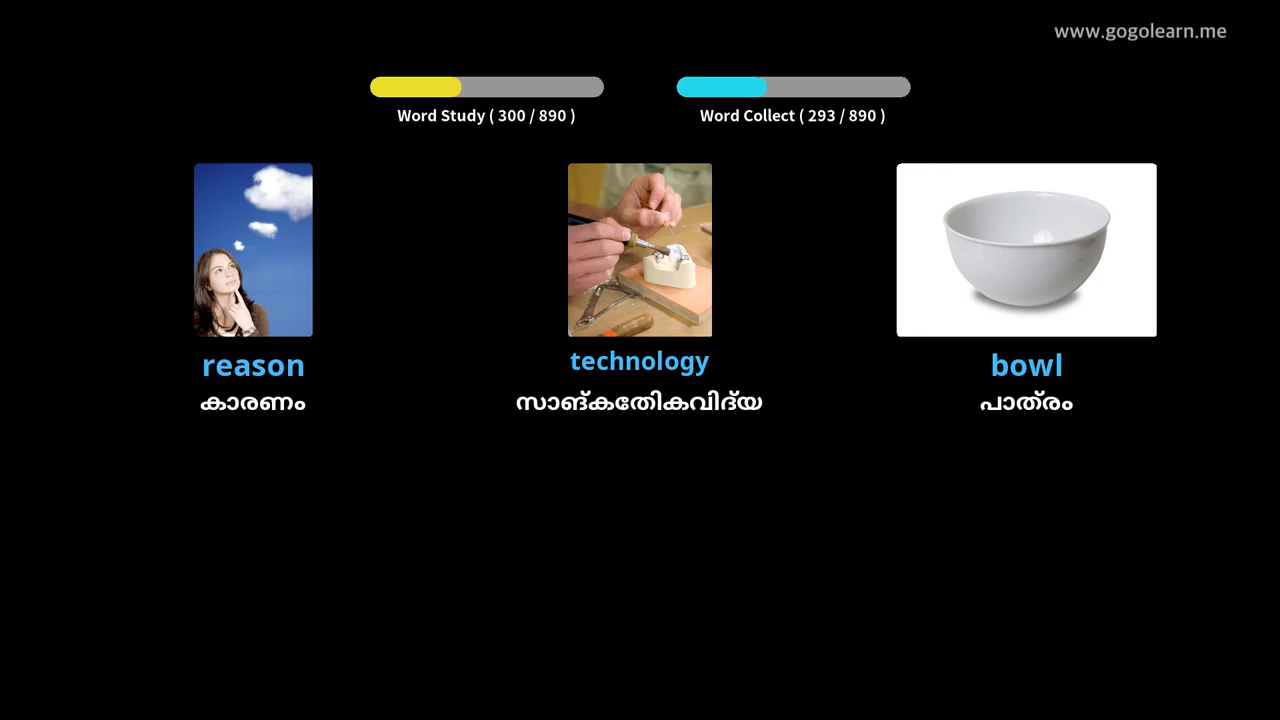 www.gogolearn.me
Word Study ( 300 / 890 )
Word Collect ( 293 / 890 )
reason
technology
bowl
കാരണം
സാങ്കേതികവിദ്യ
പാത്രം